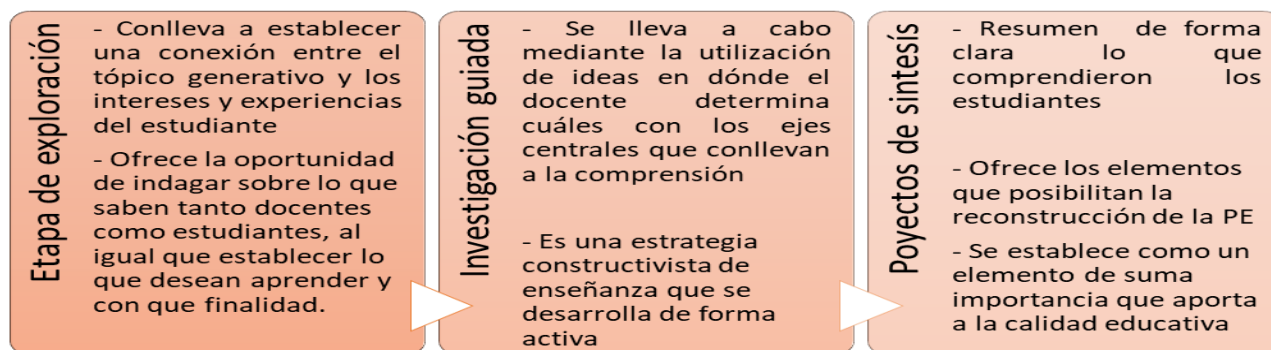 Etapa de exploración
- Conlleva a establecer
una conexión entre el
tópico generativo y los
intereses y experiencias
del estudiante
- Ofrece la oportunidad
de indagar sobre lo que
saben tanto docentes
como estudiantes, al
igual que establecer lo
que desean aprender y
con que finalidad.
Investigación guiada
- Se lleva a cabo
mediante la utilización
de ideas en dónde el
docente determina
cuáles con los ejes
centrales que conllevan
a la comprensión
- Es una estrategia
constructivista de
enseñanza que se
desarrolla de forma
activa
Poyectos de sintesís
- Resumen de forma
clara lo que
comprendieron los
estudiantes
- Ofrece los elementos
que posibilitan la
reconstrucción de la PE
- Se establece como un
elemento de suma
importancia que aporta
a la calidad educativa